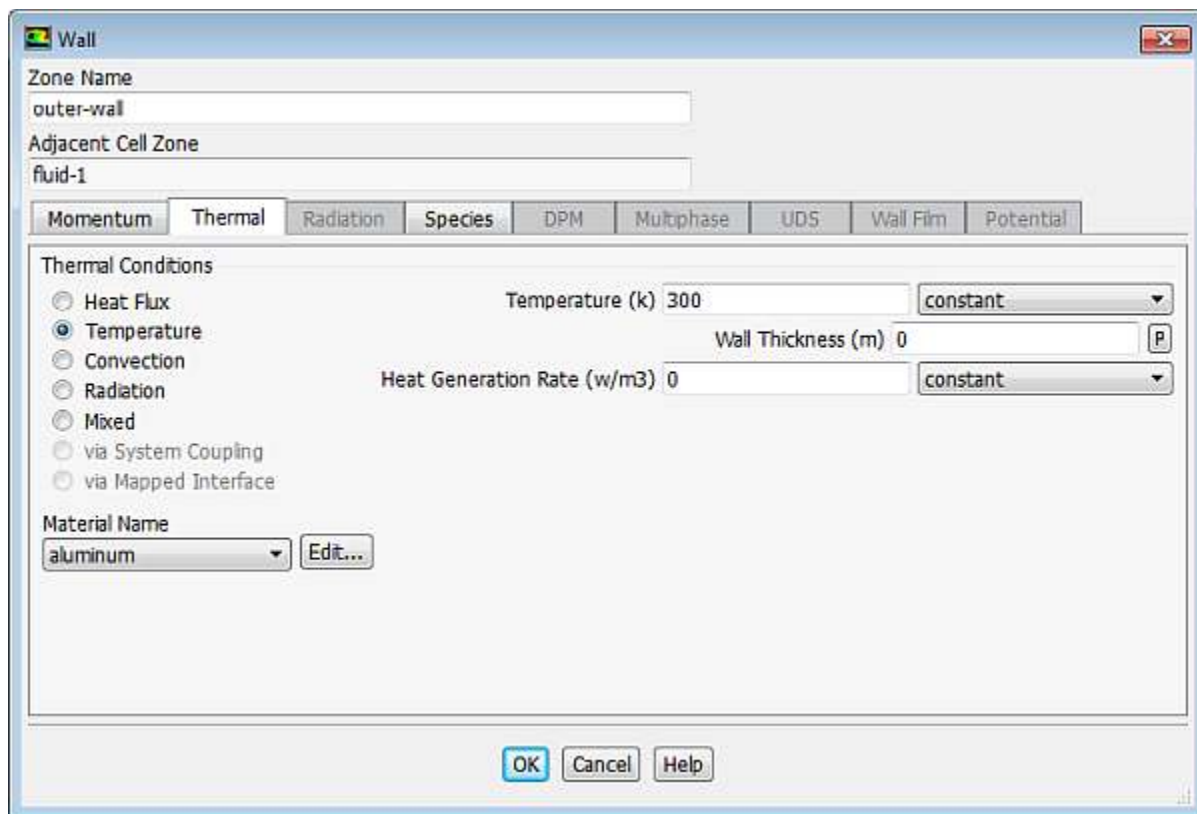 Wall
Zone Name
outer-wall
Adjacent Cell Zone
fluid-1
Momentum Thermal Radiation Species DPM Multiphase UDS Wall Film Potential
Thermal Conditions
Heat Flux
Temperature
Convection
Radiation
Mixed
via System Coupling
via Mapped Interface
Temperature (k) 300 constant
Wall Thickness (m) 0 P
Heat Generation Rate (w/m3) 0 constant
Material Name
aluminum Edit...
OK Cancel Help